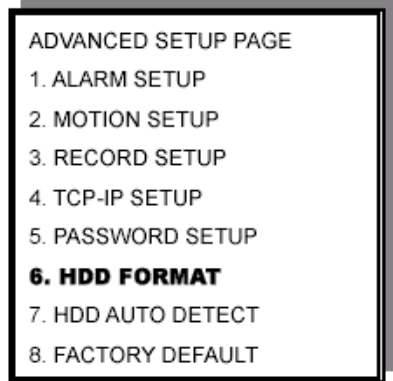 ADVANCED SETUP PAGE
1. ALARM SETUP
2. MOTION SETUP
3. RECORD SETUP
4. TCP-IP SETUP
5. PASSWORD SETUP
6. HDD FORMAT
7. HDD AUTO DETECT
8. FACTORY DEFAULT